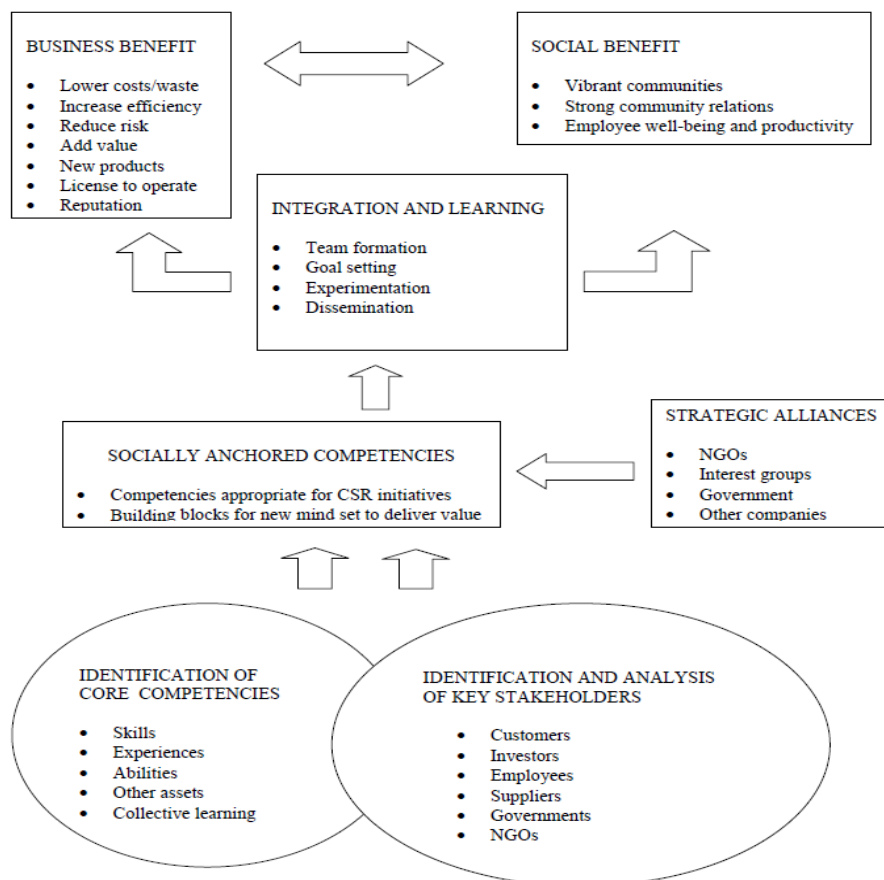 BUSINESS BENEFIT
• Lower costs/waste
• Increase efficiency
• Reduce risk
• Add value
• New products
• License to operate
• Reputation
SOCIAL BENEFIT
• Vibrant communities
• Strong community relations
• Employee well-being and productivity
INTEGRATION AND LEARNING
• Team formation
• Goal setting
• Experimentation
• Dissemination
SOCIALLY ANCHORED COMPETENCIES
• Competencies appropriate for CSR initiatives
• Building blocks for new mind set to deliver value
STRATEGIC ALLIANCES
• NGOs
• Interest groups
• Government
• Other companies
IDENTIFICATION OF
CORE COMPETENCIES
• Skills
• Experiences
• Abilities
• Other assets
• Collective learning
IDENTIFICATION AND ANALYSIS
OF KEY STAKEHOLDERS
• Customers
• Investors
• Employees
• Suppliers
• Governments
• NGOs